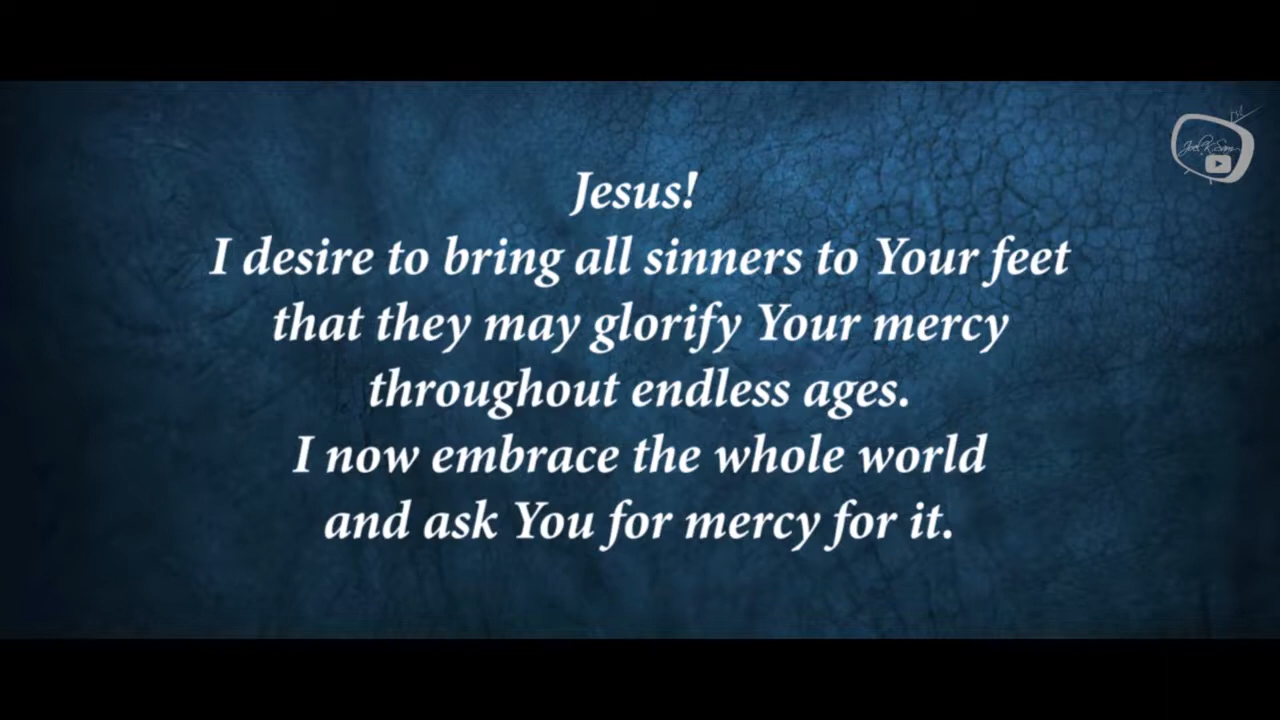 Jesus!
I desire to bring all sinners to Your feet
that they may glorify Your mercy
throughout endless ages.
I now embrace the whole world
and ask You for mercy for it.